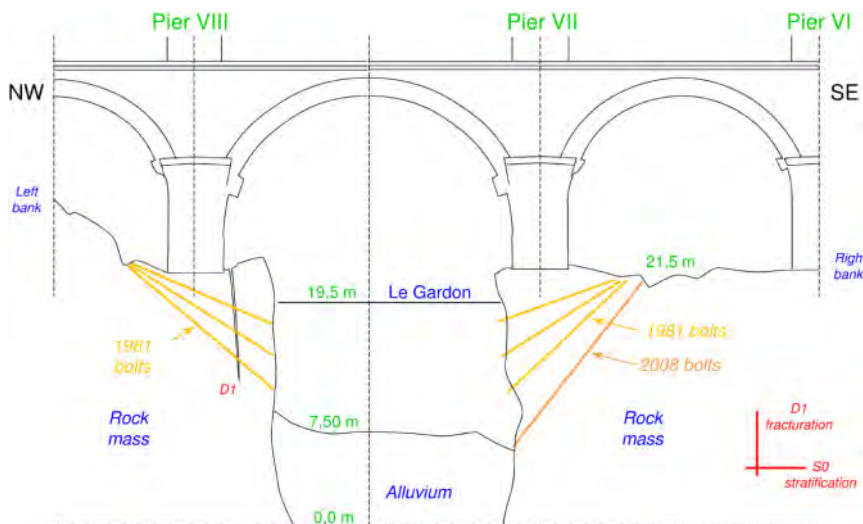 Pier VIII
Pier VII
Pier VI
NW
SE
Left
bank
21,5 m
Right
bank
19,5 m
Le Gardon
1981
bolts
1981 bolts
2008 bolts
D1
7,50 m
Rock
mass
Rock
mass
D1
fracturation
S0
stratification
Alluvium
0,0 m